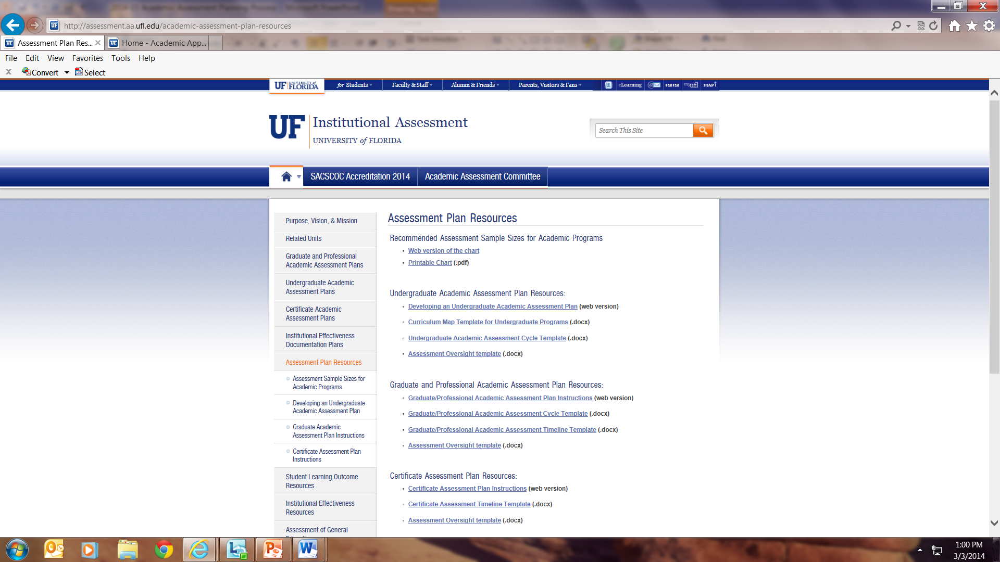 http://assessment.aa.ufl.edu/academic-assessment-plan-resources
Assessment Plan Res...
Home - Academic App...
File Edit View Favorites Tools Help
Convert Select
UF UNIVERSITY of FLORIDA
for Students
Faculty & Staff
Alumni & Friends
Parents, Visitors & Fans
eLearning
@
ISIS
myufl
MAP
UF Institutional Assessment
UNIVERSITY of FLORIDA
Search This Site
SACSCOC Accreditation 2014
Academic Assessment Committee
Purpose, Vision, & Mission
Related Units
Graduate and Professional
Academic Assessment Plans
Undergraduate Academic
Assessment Plans
Certificate Academic
Assessment Plans
Institutional Effectiveness
Documentation Plans
Assessment Plan Resources
Assessment Sample Sizes for
Academic Programs
Developing an Undergraduate
Academic Assessment Plan
Graduate Academic
Assessment Plan Instructions
Certificate Assessment Plan
Instructions
Student Learning Outcome
Resources
Institutional Effectiveness
Resources
Assessment of General
Assessment Plan Resources
Recommended Assessment Sample Sizes for Academic Programs
Web version of the chart
Printable Chart (.pdf)
Undergraduate Academic Assessment Plan Resources:
Developing an Undergraduate Academic Assessment Plan (web version)
Curriculum Map Template for Undergraduate Programs (.docx)
Undergraduate Academic Assessment Cycle Template (.docx)
Assessment Oversight template (.docx)
Graduate and Professional Academic Assessment Plan Resources:
Graduate/Professional Academic Assessment Plan Instructions (web version)
Graduate/Professional Academic Assessment Cycle Template (.docx)
Graduate/Professional Academic Assessment Timeline Template (.docx)
Assessment Oversight template (.docx)
Certificate Assessment Plan Resources:
Certificate Assessment Plan Instructions (web version)
Certificate Assessment Timeline Template (.docx)
Assessment Oversight template (.docx)
1:00 PM
3/3/2014